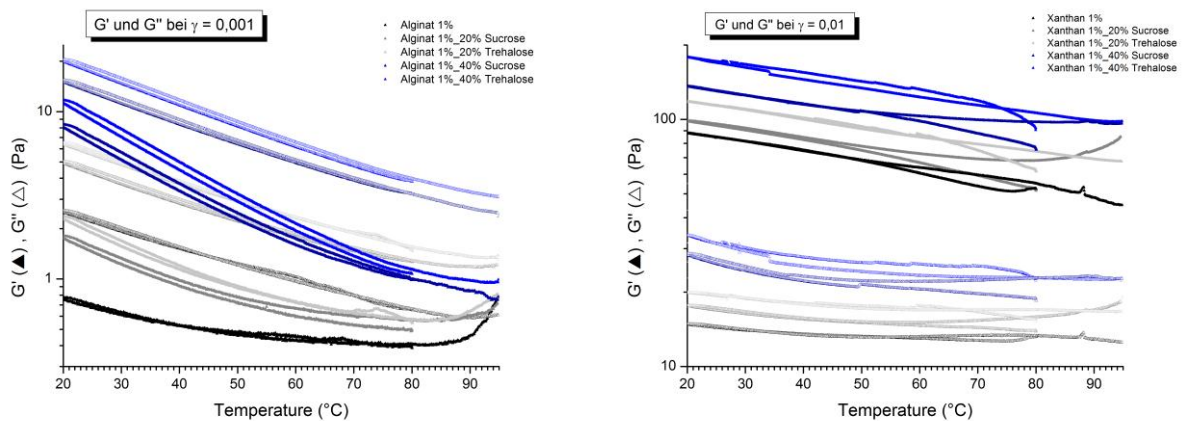 G' und G'' bei γ = 0,001
Alginat 1%
Alginat 1%_20% Sucrose
Alginat 1%_20% Trehalose
Alginat 1%_40% Sucrose
Alginat 1%_40% Trehalose
G' (▲) , G'' (△) (Pa)
10
1
20 30 40 50 60 70 80 90
Temperature (°C)
G' und G'' bei γ = 0,01
Xanthan 1%
Xanthan 1%_20% Sucrose
Xanthan 1%_20% Trehalose
Xanthan 1%_40% Sucrose
Xanthan 1%_40% Trehalose
G' (▲) , G'' (△) (Pa)
100
10
20 30 40 50 60 70 80 90
Temperature (°C)